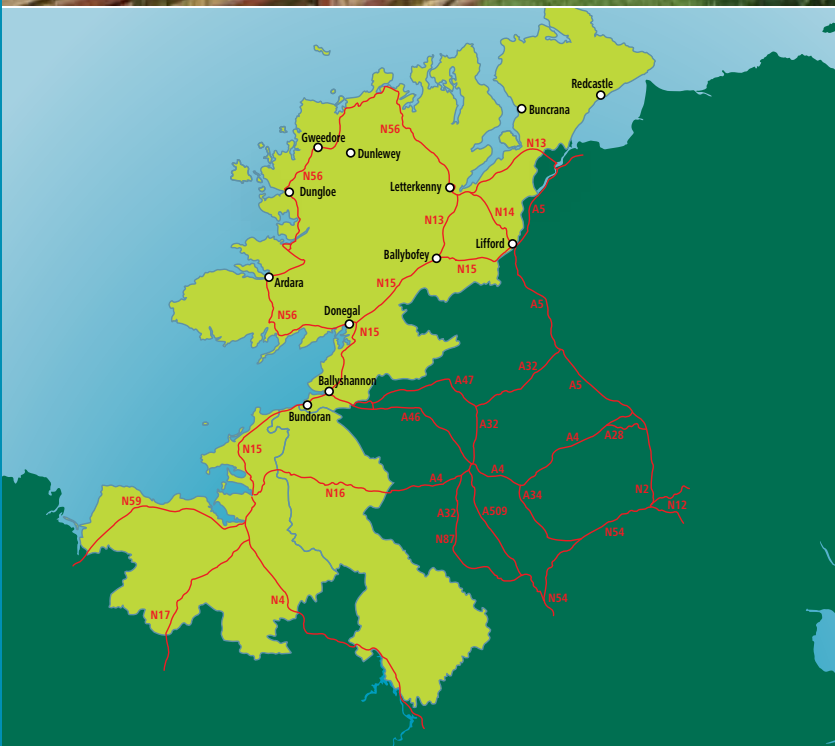 Redcastle
Buncrana
N56
N13
Gweedore
Dunlewey
N56
Letterkenny
Dungloe
A5
N14
N13
Lifford
Ballybofey
N15
N15
Ardara
A5
Donegal
N56
N15
A32
Ballyshannon
A47
A5
Bundoran
A46
A32
A28
A4
N15
A4
A4
N16
A34
N2
N59
A32
A509
N12
N54
N87
N54
N4
N17